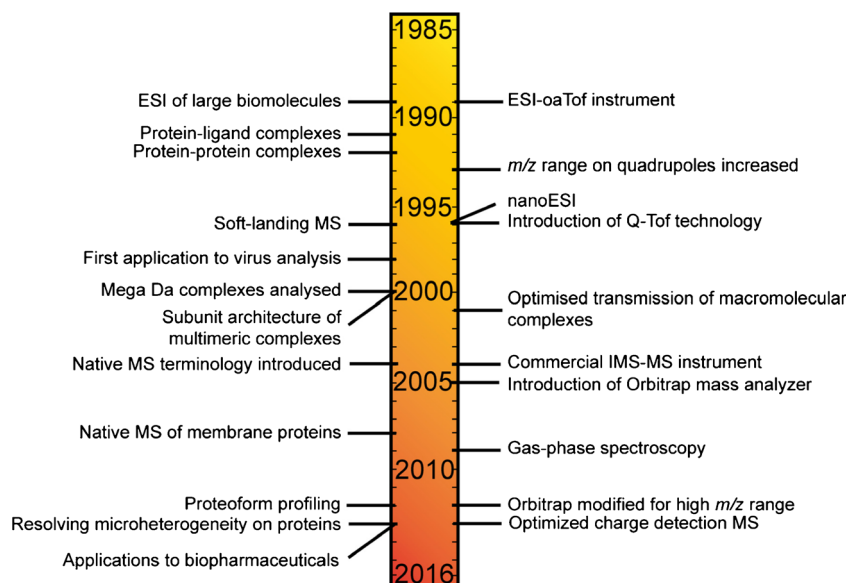 1985
ESI of large biomolecules
ESI-oaTof instrument
1990
Protein-ligand complexes
Protein-protein complexes
m/z range on quadrupoles increased
nanoESI
1995
Soft-landing MS
Introduction of Q-Tof technology
First application to virus analysis
Mega Da complexes analysed
2000
Optimised transmission of macromolecular
complexes
Subunit architecture of
multimeric complexes
Native MS terminology introduced
Commercial IMS-MS instrument
2005
Introduction of Orbitrap mass analyzer
Native MS of membrane proteins
Gas-phase spectroscopy
2010
Proteoform profiling
Orbitrap modified for high m/z range
Resolving microheterogeneity on proteins
Optimized charge detection MS
Applications to biopharmaceuticals
2016